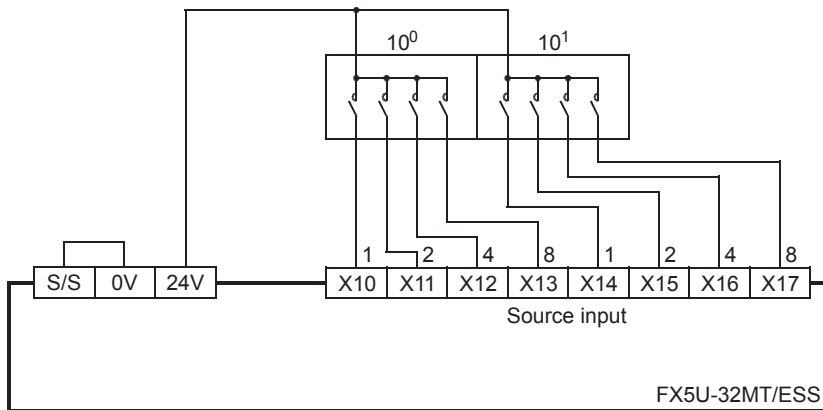 10⁰ 10¹
1 2 4 8 1 2 4 8
S/S 0V 24V X10 X11 X12 X13 X14 X15 X16 X17
Source input
FX5U-32MT/ESS